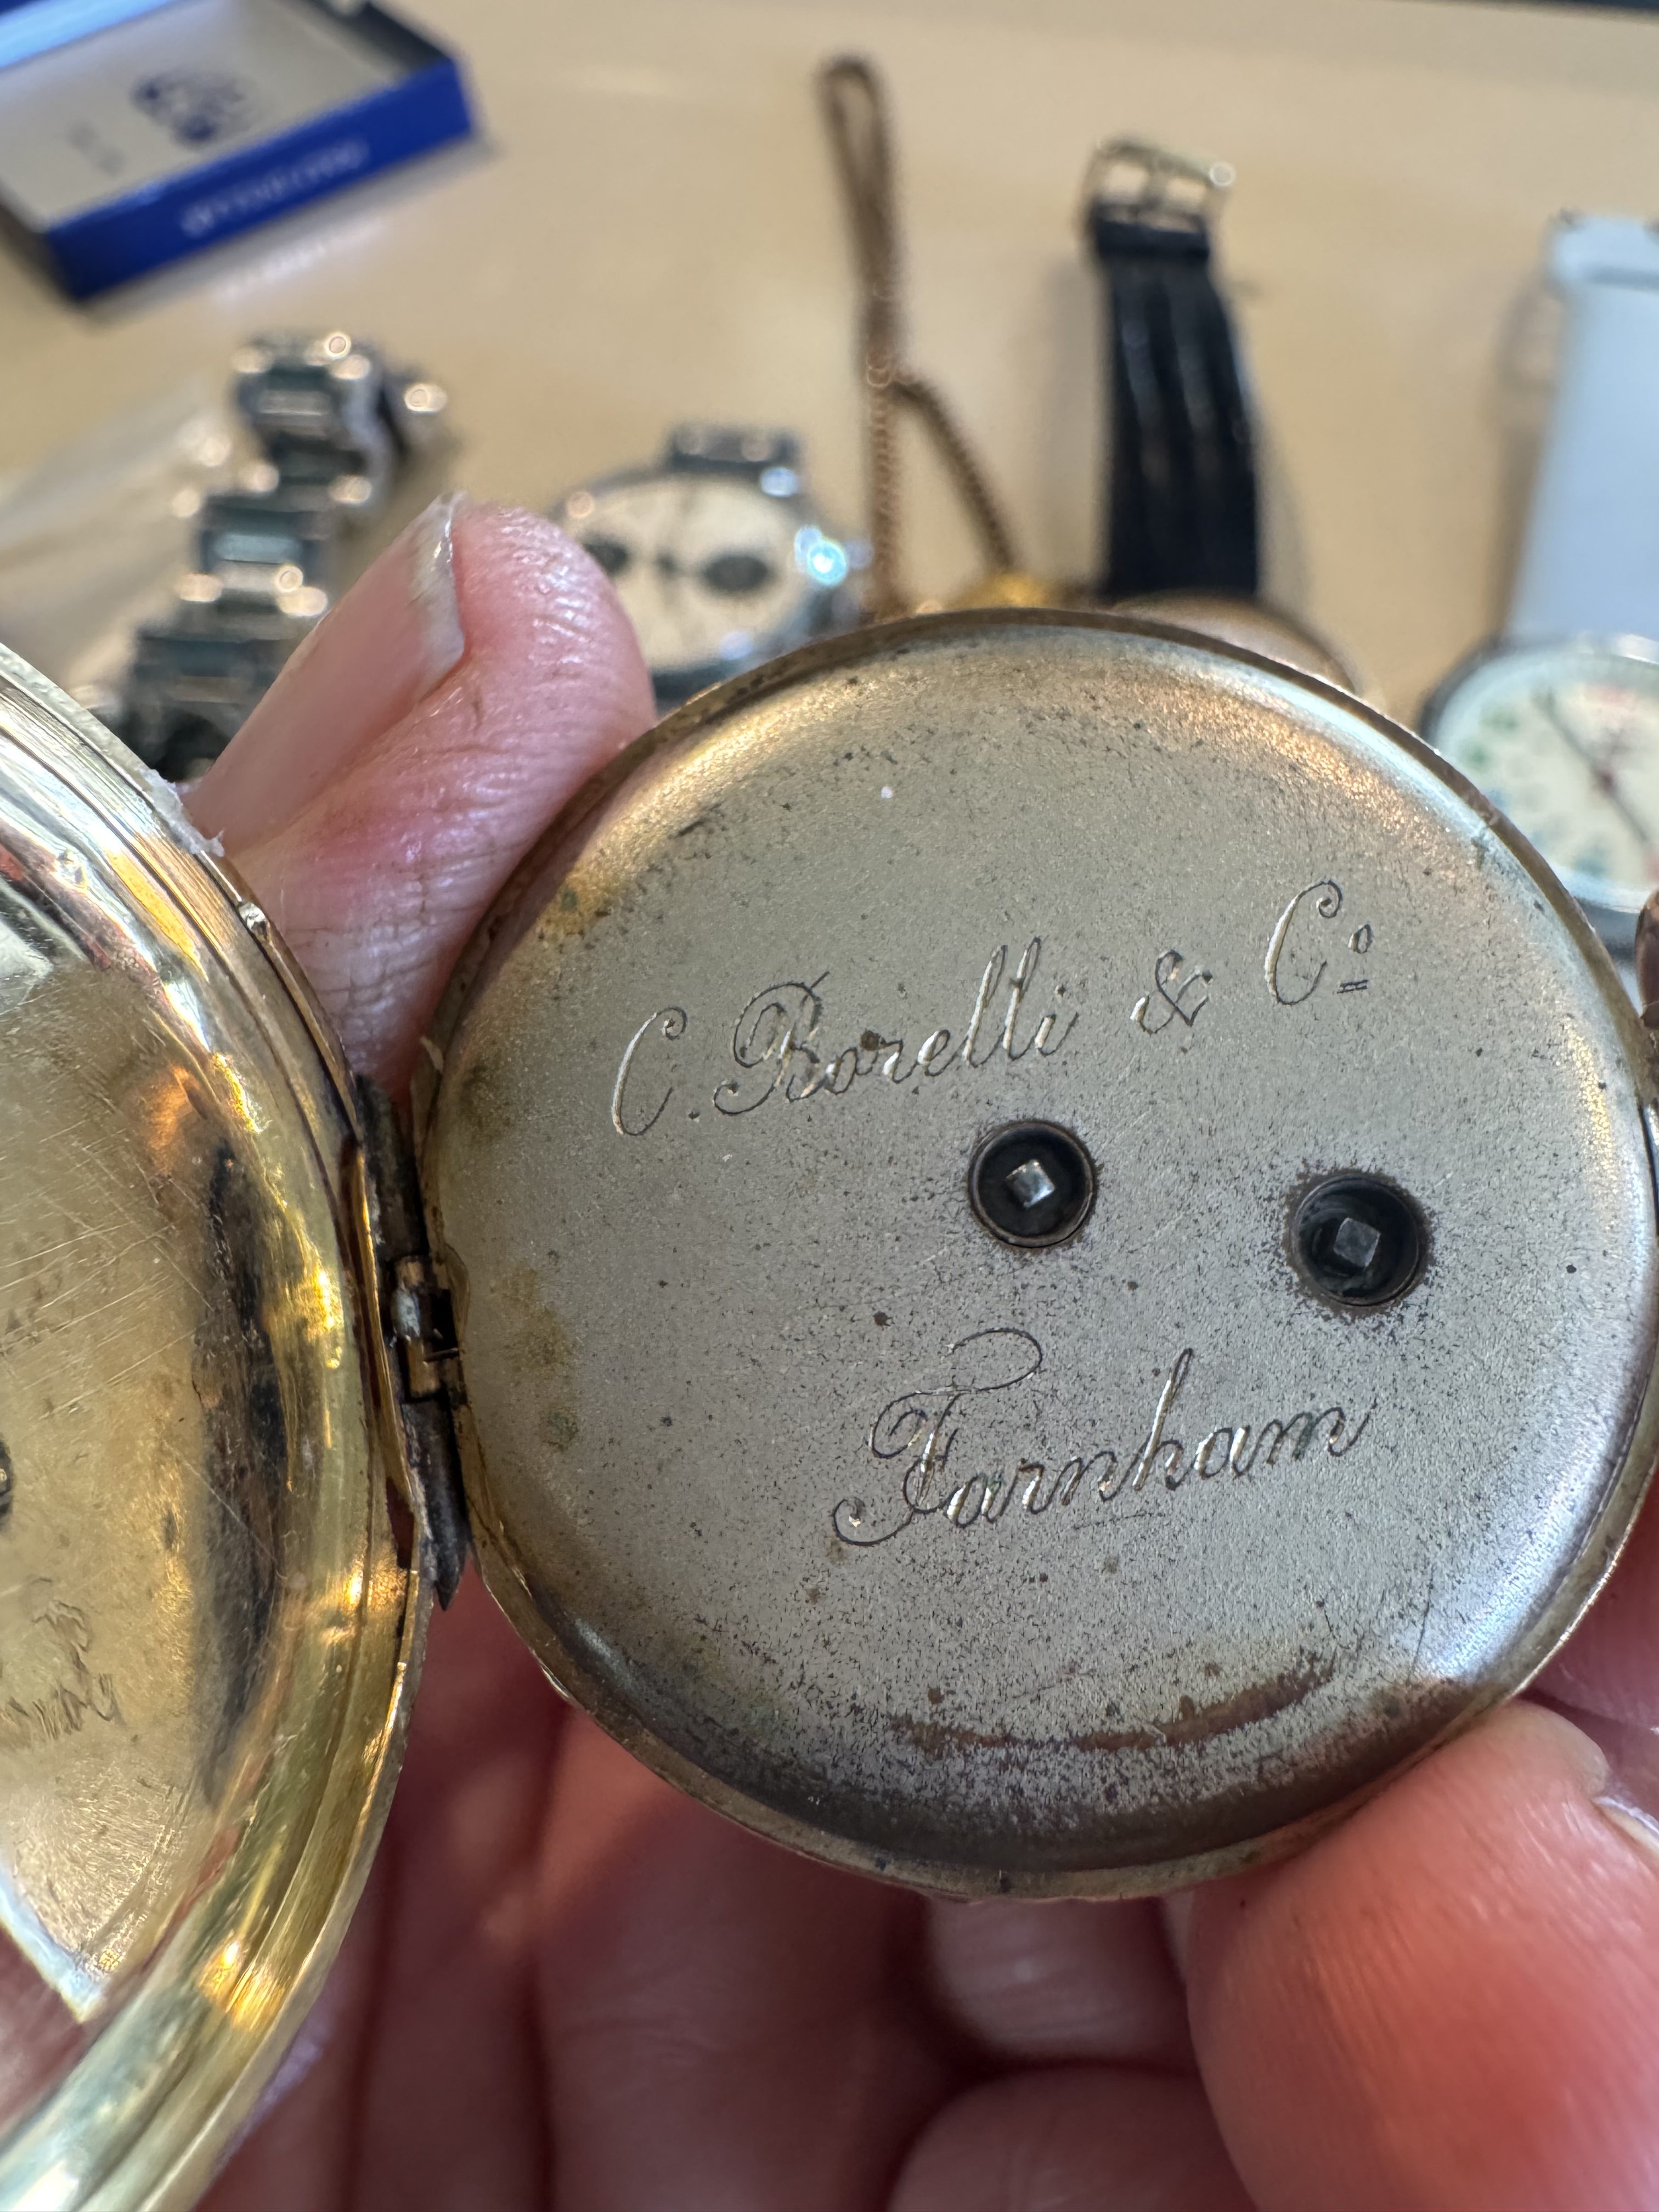 C. Borelli & Cº
Farnham